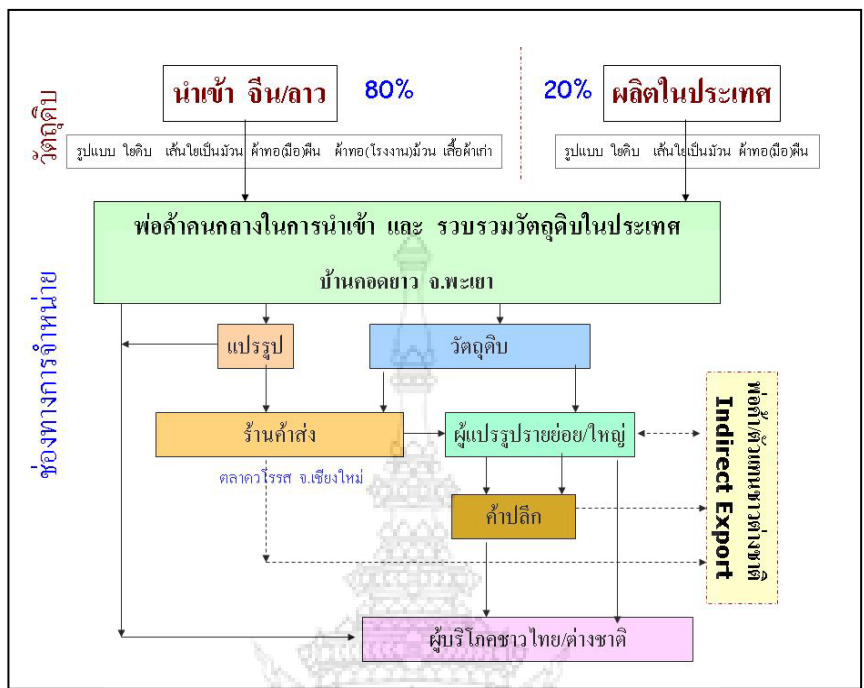 นำเข้า จีน/ลาว
80%
20%
ผลิตในประเทศ
วัตถุดิบ
รูปแบบ ใยดิบ เส้นใยเป็นม้วน ผ้าทอ(มือ)ผืน ผ้าทอ(โรงงาน)ม้วน เสื้อผ้าเก่า
รูปแบบ ใยดิบ เส้นใยเป็นม้วน ผ้าทอ(มือ)ผืน
พ่อค้าคนกลางในการนำเข้า และ รวบรวมวัตถุดิบในประเทศ
บ้านคอดยาว จ.พะเยา
ช่องทางการจำหน่าย
แปรรูป
วัตถุดิบ
ร้านค้าส่ง
ผู้แปรรูปรายย่อย/ใหญ่
ตลาดวโรรส จ.เชียงใหม่
ค้าปลีก
พ่อค้า/ตัวแทนชาวต่างชาติ
Indirect Export
ผู้บริโภคชาวไทย/ต่างชาติ